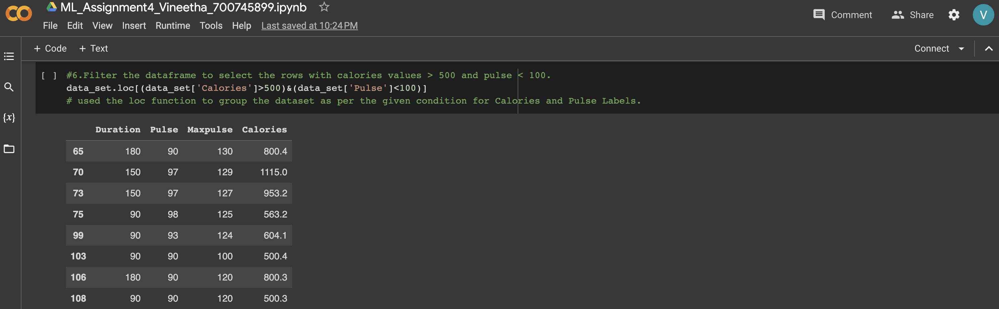 ML_Assignment4_Vineetha_700745899.ipynb
File Edit View Insert Runtime Tools Help Last saved at 10:24 PM
Comment Share V
+ Code + Text
Connect
{x}
[ ] #6.Filter the dataframe to select the rows with calories values > 500 and pulse < 100.
data_set.loc[(data_set['Calories']>500)&(data_set['Pulse']<100)]
# used the loc function to group the dataset as per the given condition for Calories and Pulse Labels.
Duration Pulse Maxpulse Calories
65 180 90 130 800.4
70 150 97 129 1115.0
73 150 97 127 953.2
75 90 98 125 563.2
99 90 93 124 604.1
103 90 90 100 500.4
106 180 90 120 800.3
108 90 90 120 500.3